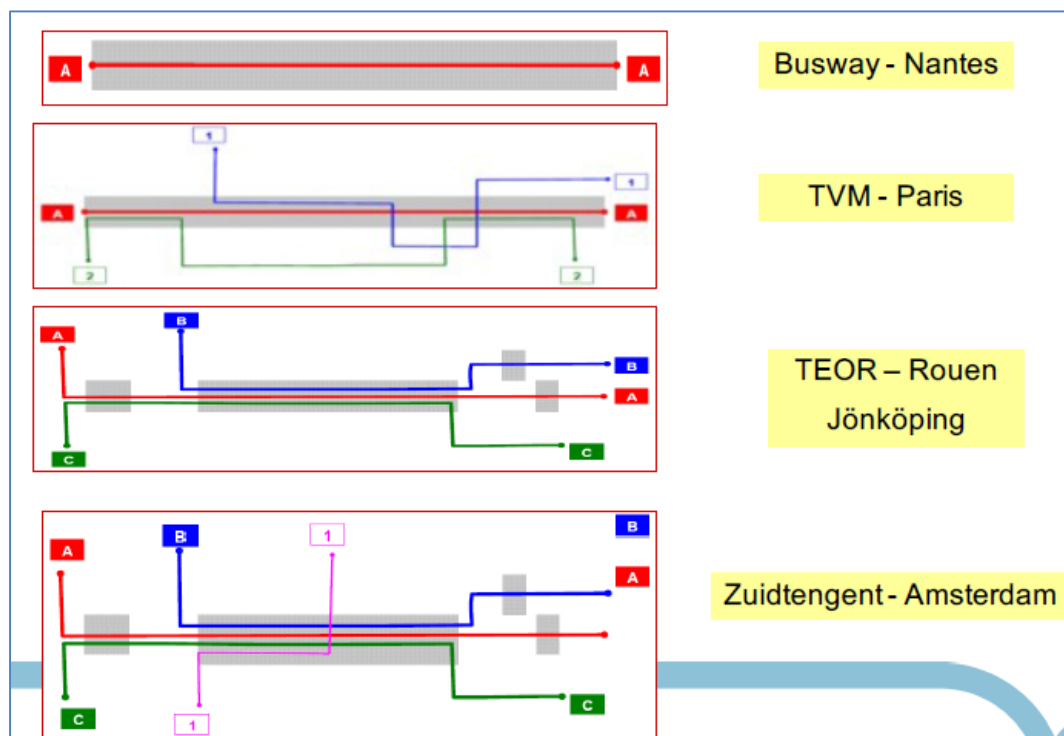 A A
Busway - Nantes
1
1
A A
2 2
TVM - Paris
B
A
B
A
C C
TEOR – Rouen
Jönköping
B
B 1
A A
C C
1
Zuidtengent - Amsterdam